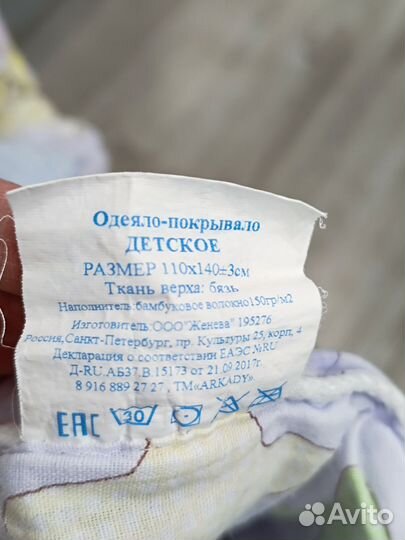 Одеяло-покрывало
ДЕТСКОЕ
РАЗМЕР 110х140±3см
Ткань верха: бязь
Наполнитель:бамбуковое волокно150гр/м2
Изготовитель:ООО"Женева" 195276
Россия,Санкт-Петербург, пр. Культуры 25, корп, 4
Декларация о соответствии ЕАЭС №RU
Д-RU.АБ37.В.15173 от 21.09 2017г.
8 916 889 27 27 , ТМ«ARKADY»
ЕАС 30
Avito